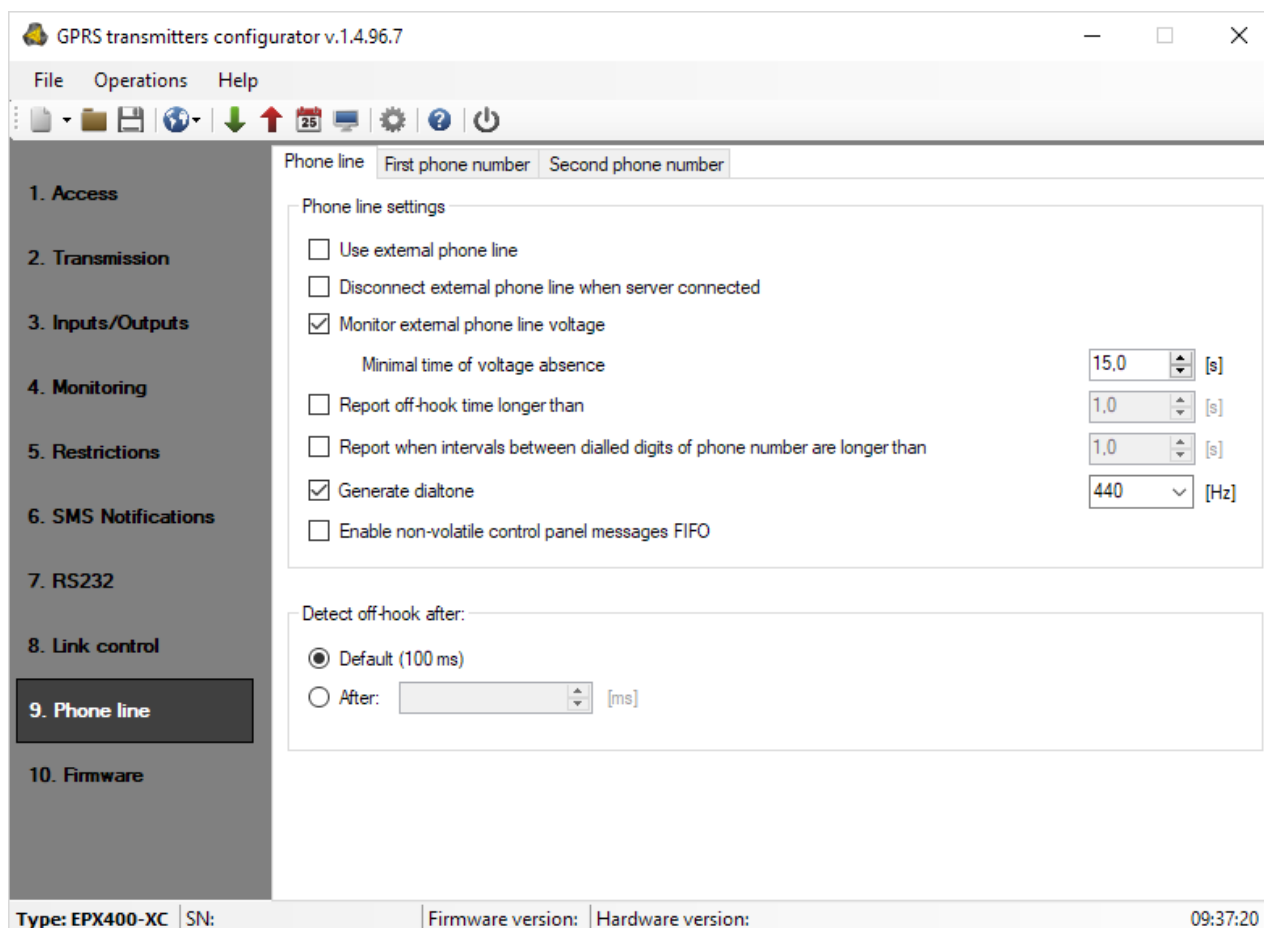 GPRS transmitters configurator v.1.4.96.7
File Operations Help
25
Phone line First phone number Second phone number
1. Access
2. Transmission
3. Inputs/Outputs
4. Monitoring
5. Restrictions
6. SMS Notifications
7. RS232
8. Link control
9. Phone line
10. Firmware
Phone line settings
Use external phone line
Disconnect external phone line when server connected
Monitor external phone line voltage
Minimal time of voltage absence 15,0 [s]
Report off-hook time longer than 1,0 [s]
Report when intervals between dialled digits of phone number are longer than 1,0 [s]
Generate dialtone 440 [Hz]
Enable non-volatile control panel messages FIFO
Detect off-hook after:
Default (100 ms)
After: [ms]
Type: EPX400-XC SN: Firmware version: Hardware version: 09:37:20